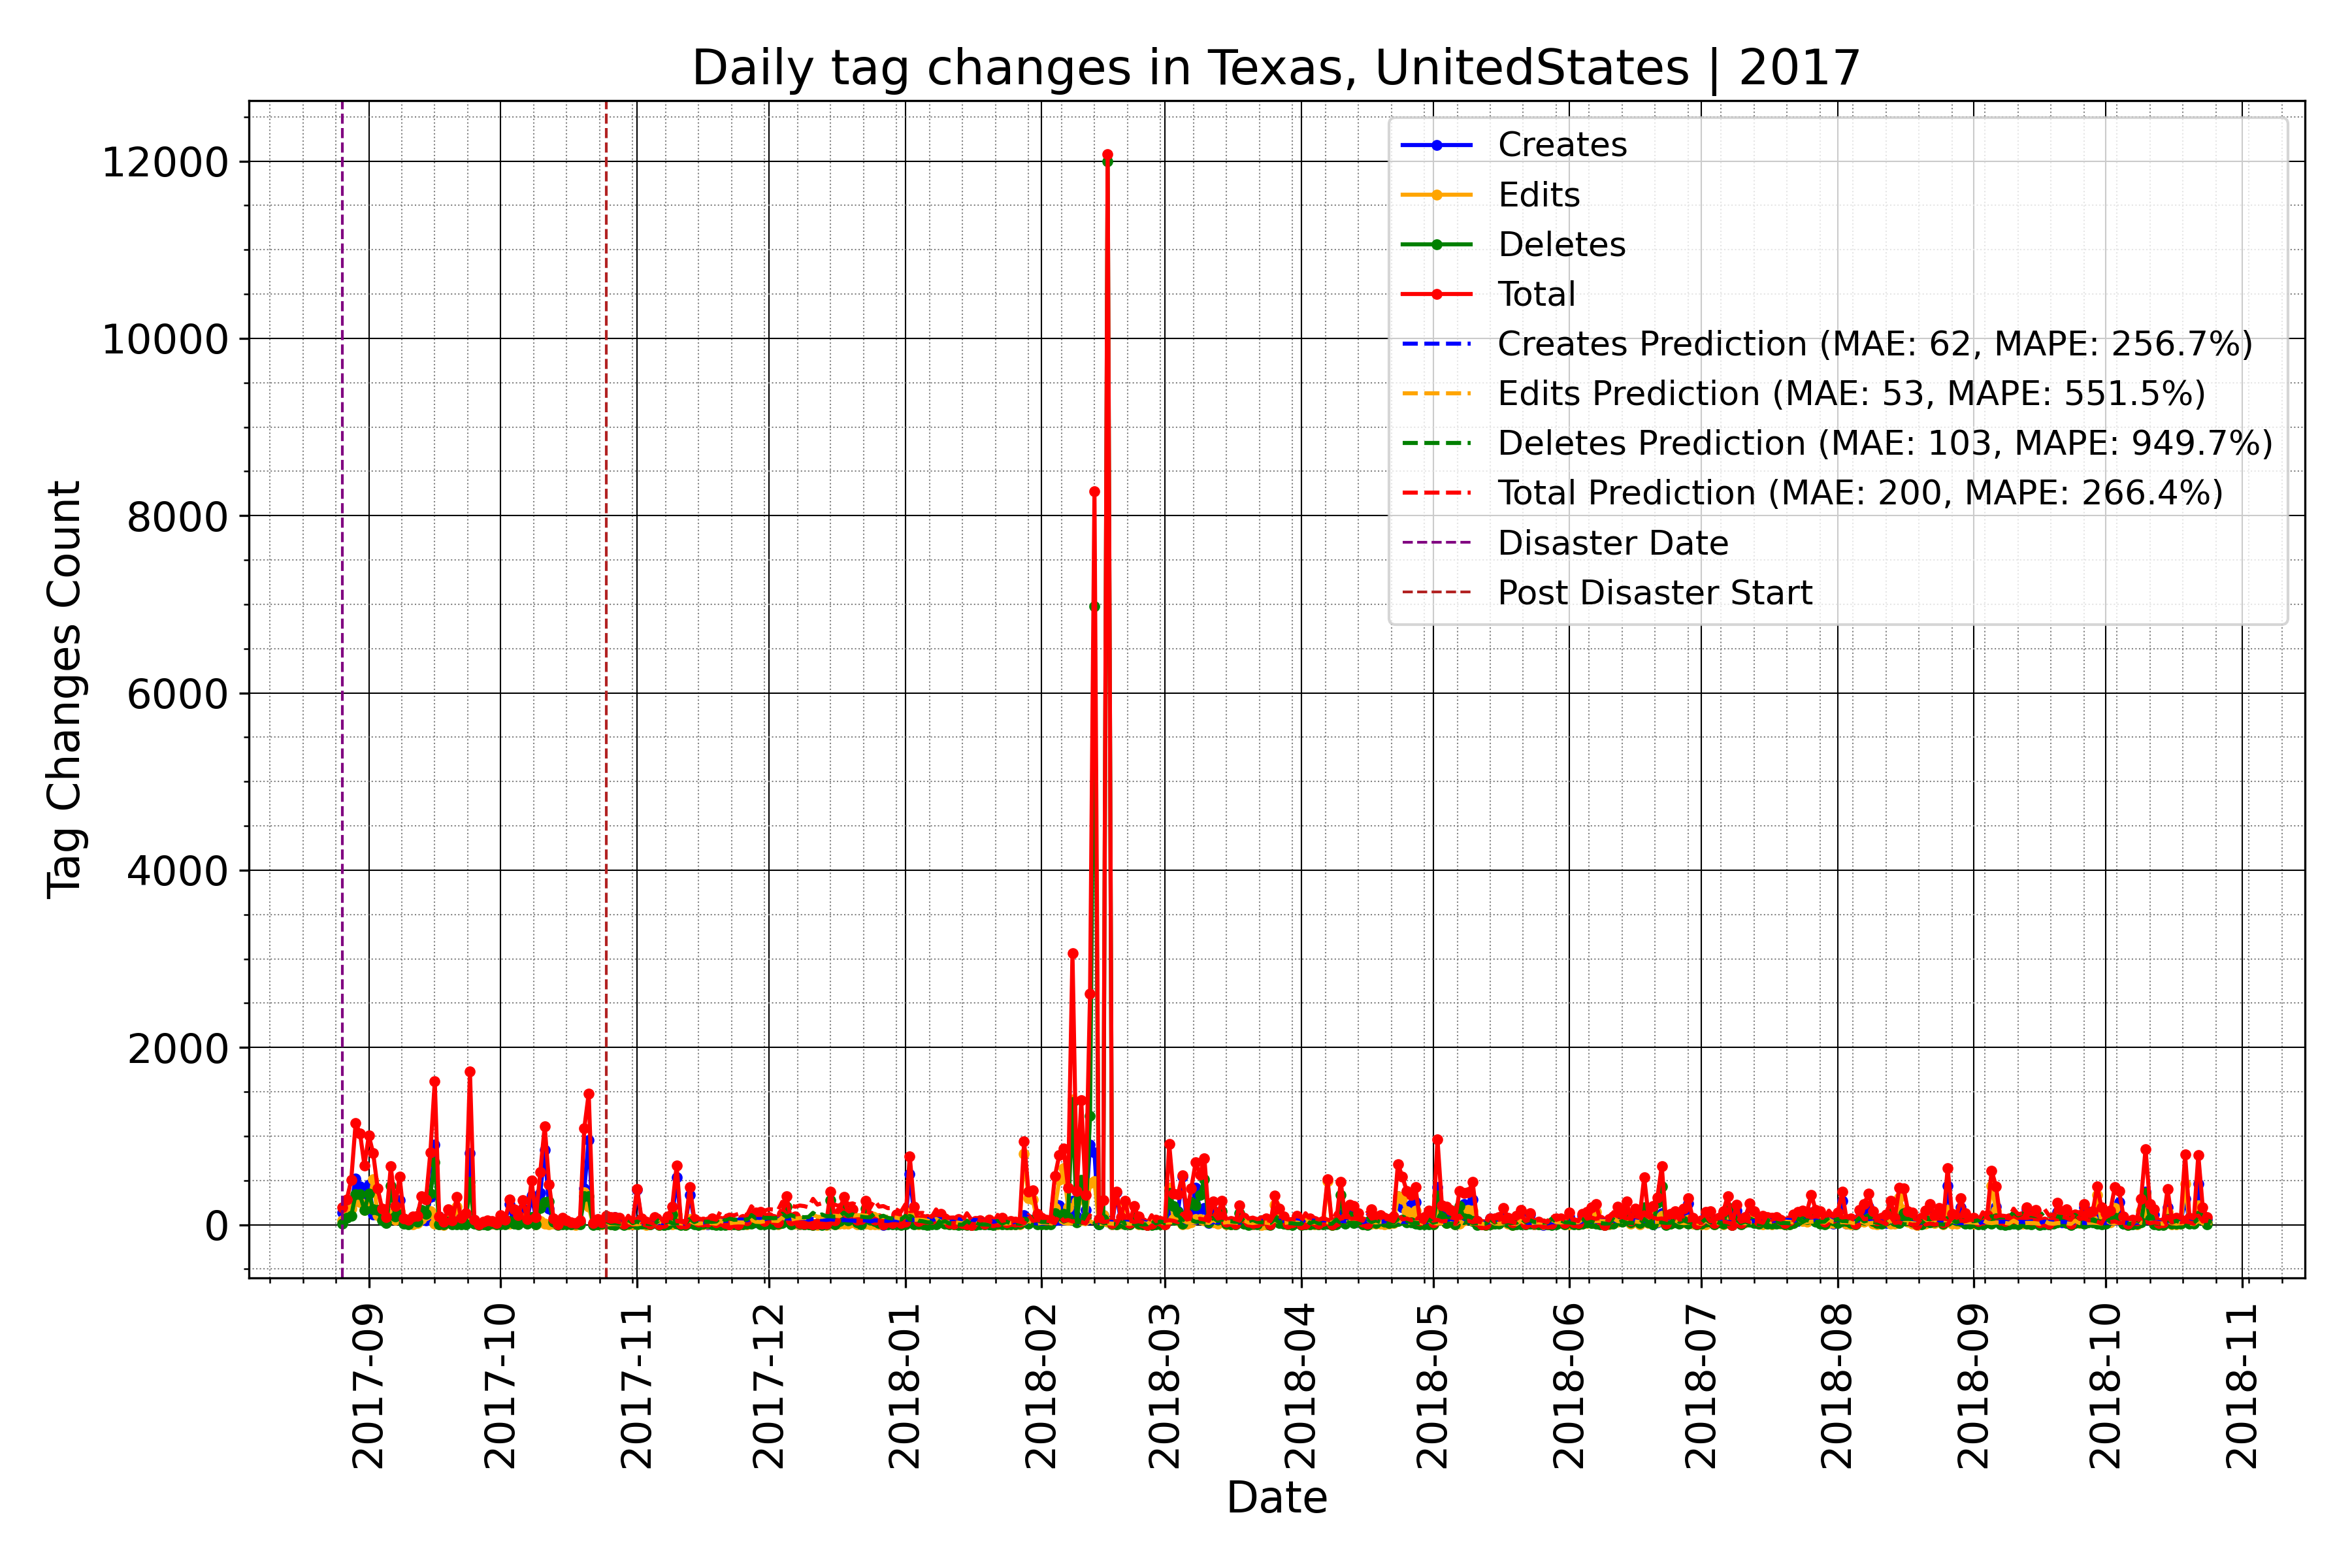 Daily tag changes in Texas, UnitedStates | 2017
Tag Changes Count
12000
10000
8000
6000
4000
2000
0
Creates
Edits
Deletes
Total
Creates Prediction (MAE: 62, MAPE: 256.7%)
Edits Prediction (MAE: 53, MAPE: 551.5%)
Deletes Prediction (MAE: 103, MAPE: 949.7%)
Total Prediction (MAE: 200, MAPE: 266.4%)
Disaster Date
Post Disaster Start
2017-09
2017-10
2017-11
2017-12
2018-01
2018-02
2018-03
2018-04
2018-05
2018-06
2018-07
2018-08
2018-09
2018-10
2018-11
Date